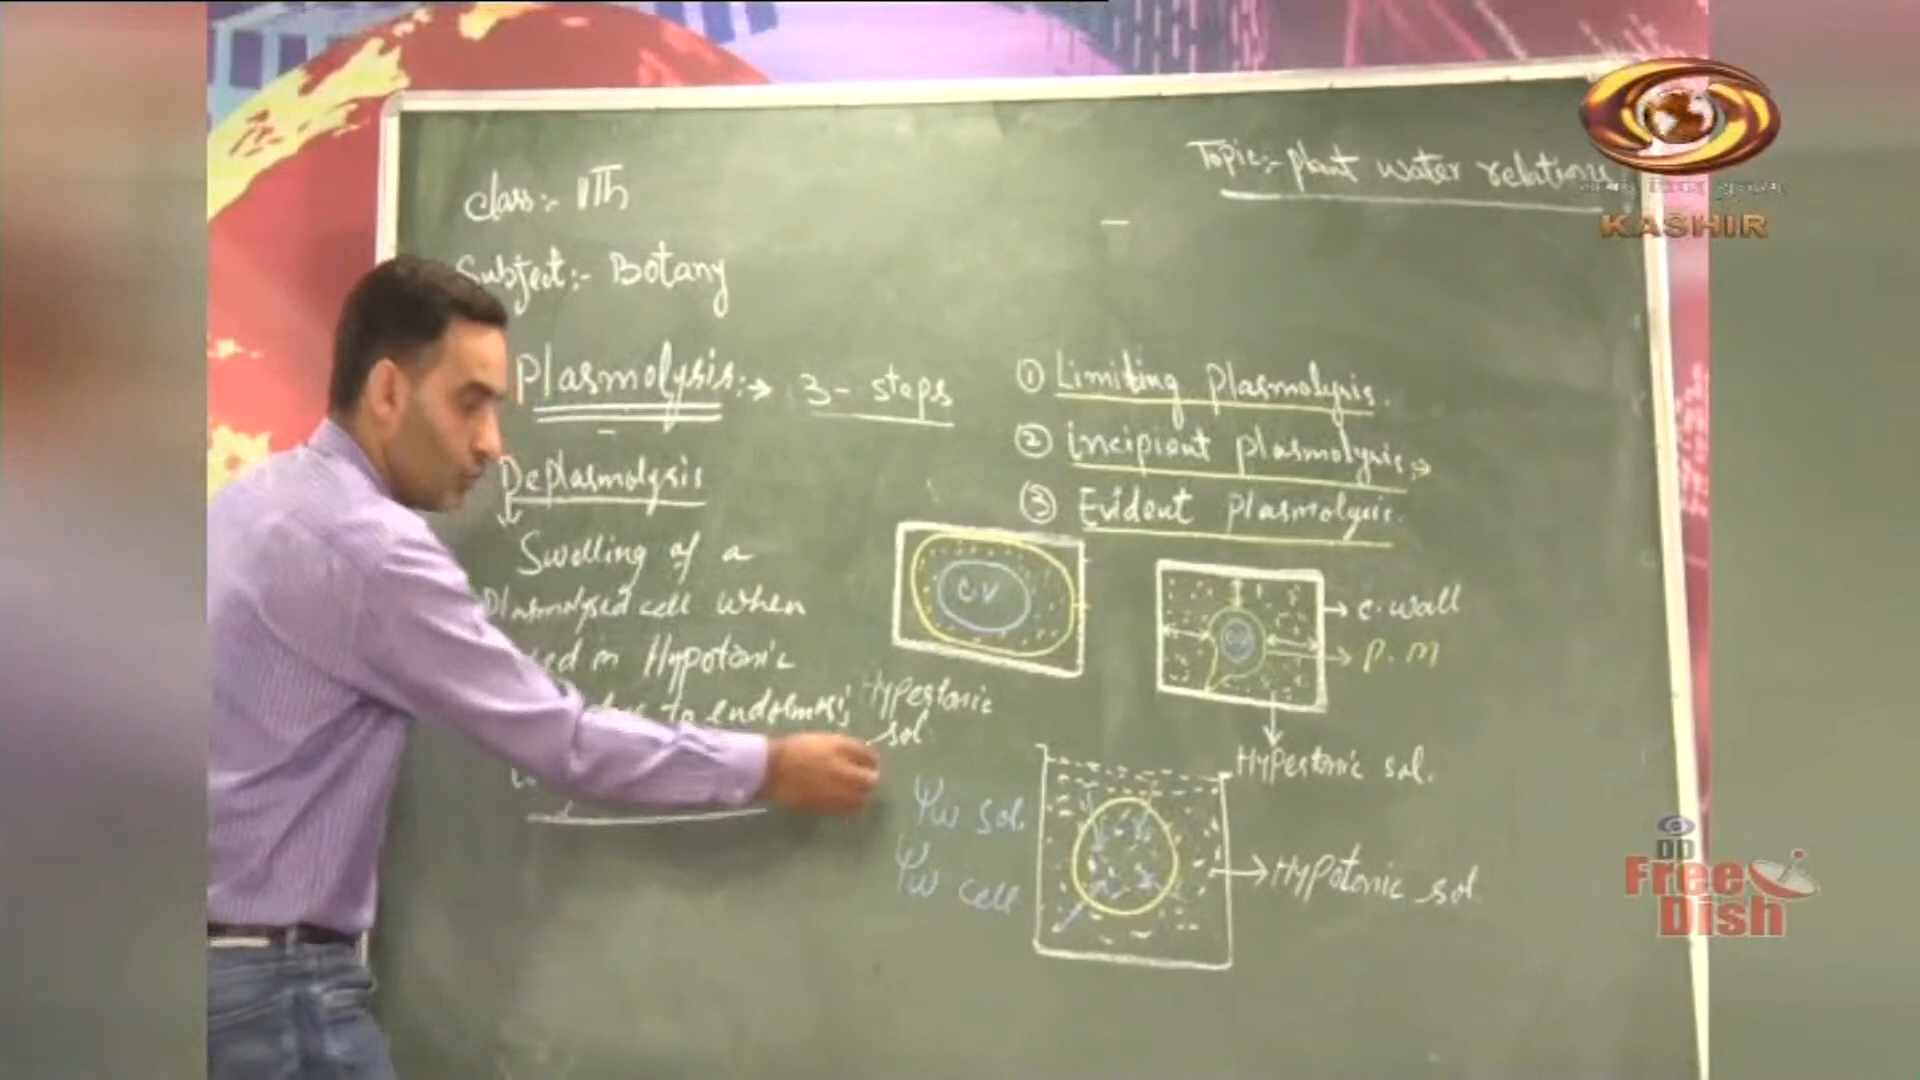 Class:- 11Th
Topic:- plant water relations
Subject:- Botany
KASHIR
Plasmolysis:→ 3 - steps
① Limiting plasmolysis.
② incipient plasmolysis:→
③ Evident plasmolysis.
Deplasmolysis
Swelling of a
Plasmolysed cell when
in Hypotonic
due to endosmosis
C.V
→ c.wall
→ P.M
Hypertonic
sol.
Hypertonic sol.
Ψw sol.
Ψw cell
→ Hypotonic sol.
DD
Free
Dish